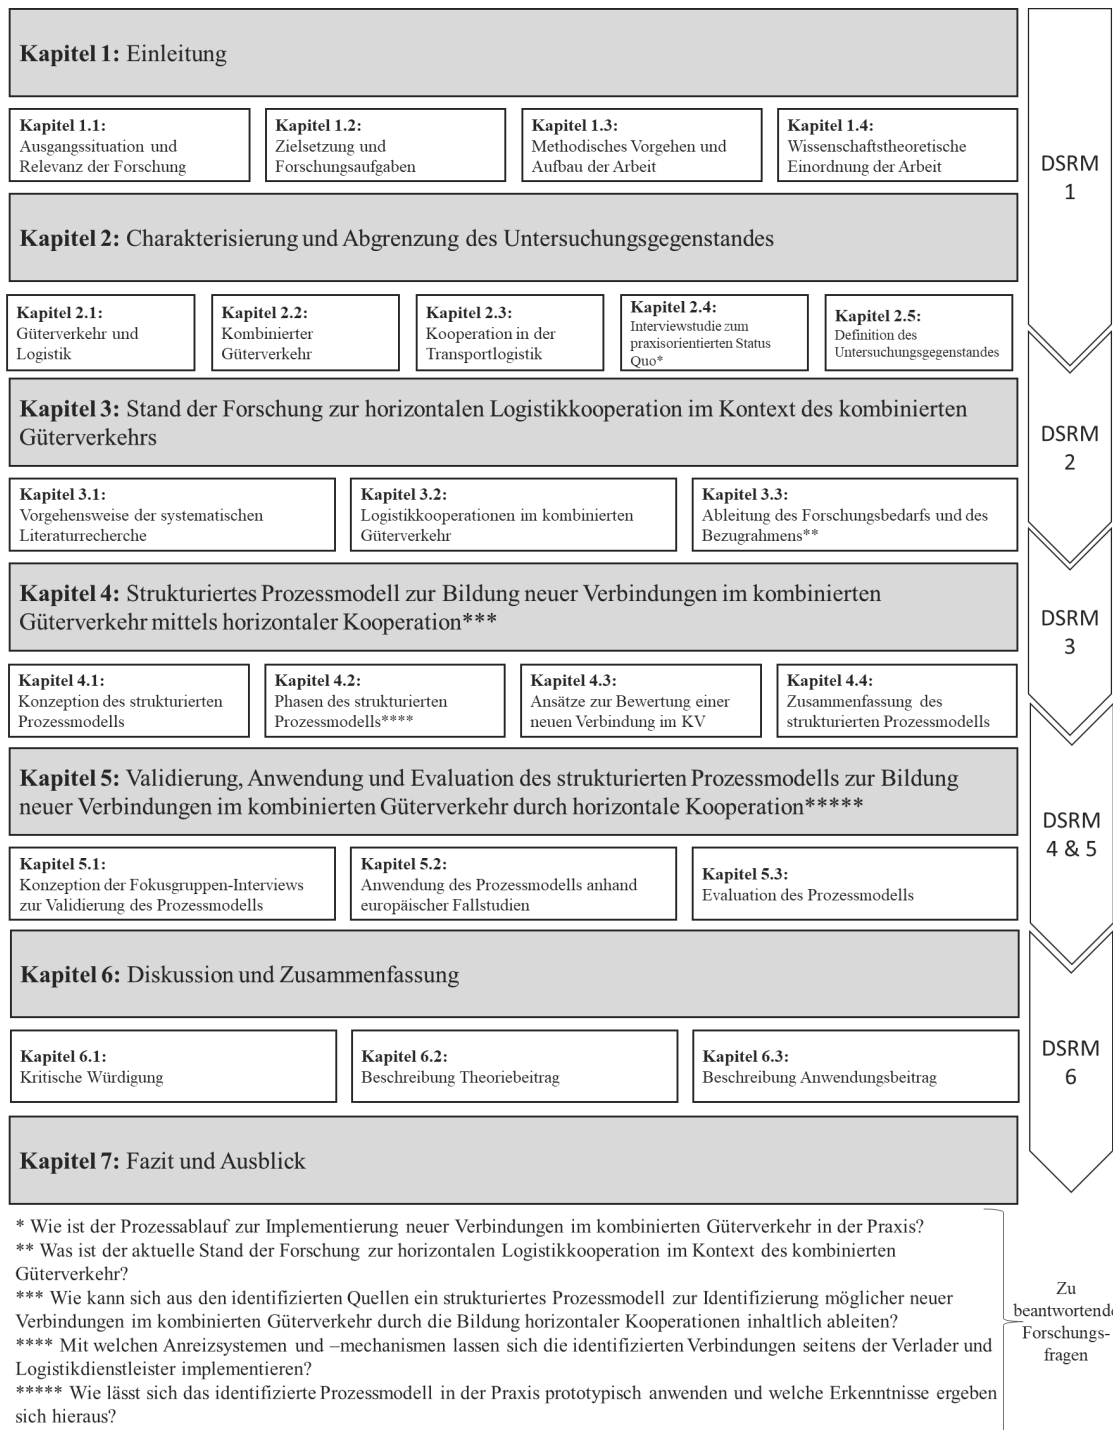 Kapitel 1: Einleitung
Kapitel 1.1:
Ausgangssituation und
Relevanz der Forschung
Kapitel 1.2:
Zielsetzung und
Forschungsaufgaben
Kapitel 1.3:
Methodisches Vorgehen und
Aufbau der Arbeit
Kapitel 1.4:
Wissenschaftstheoretische
Einordnung der Arbeit
DSRM
1
Kapitel 2: Charakterisierung und Abgrenzung des Untersuchungsgegenstandes
Kapitel 2.1:
Güterverkehr und
Logistik
Kapitel 2.2:
Kombinierter
Güterverkehr
Kapitel 2.3:
Kooperation in der
Transportlogistik
Kapitel 2.4:
Interviewstudie zum
praxisorientierten Status
Quo*
Kapitel 2.5:
Definition des
Untersuchungsgegenstandes
Kapitel 3: Stand der Forschung zur horizontalen Logistikkooperation im Kontext des kombinierten
Güterverkehrs
DSRM
2
Kapitel 3.1:
Vorgehensweise der systematischen
Literaturrecherche
Kapitel 3.2:
Logistikkooperationen im kombinierten
Güterverkehr
Kapitel 3.3:
Ableitung des Forschungsbedarfs und des
Bezugrahmens**
Kapitel 4: Strukturiertes Prozessmodell zur Bildung neuer Verbindungen im kombinierten
Güterverkehr mittels horizontaler Kooperation***
DSRM
3
Kapitel 4.1:
Konzeption des strukturierten
Prozessmodells
Kapitel 4.2:
Phasen des strukturierten
Prozessmodells****
Kapitel 4.3:
Ansätze zur Bewertung einer
neuen Verbindung im KV
Kapitel 4.4:
Zusammenfassung des
strukturierten Prozessmodells
Kapitel 5: Validierung, Anwendung und Evaluation des strukturierten Prozessmodells zur Bildung
neuer Verbindungen im kombinierten Güterverkehr durch horizontale Kooperation*****
DSRM
4 & 5
Kapitel 5.1:
Konzeption der Fokusgruppen-Interviews
zur Validierung des Prozessmodells
Kapitel 5.2:
Anwendung des Prozessmodells anhand
europäischer Fallstudien
Kapitel 5.3:
Evaluation des Prozessmodells
Kapitel 6: Diskussion und Zusammenfassung
Kapitel 6.1:
Kritische Würdigung
Kapitel 6.2:
Beschreibung Theoriebeitrag
Kapitel 6.3:
Beschreibung Anwendungsbeitrag
DSRM
6
Kapitel 7: Fazit und Ausblick
* Wie ist der Prozessablauf zur Implementierung neuer Verbindungen im kombinierten Güterverkehr in der Praxis?
** Was ist der aktuelle Stand der Forschung zur horizontalen Logistikkooperation im Kontext des kombinierten
Güterverkehr?
*** Wie kann sich aus den identifizierten Quellen ein strukturiertes Prozessmodell zur Identifizierung möglicher neuer
Verbindungen im kombinierten Güterverkehr durch die Bildung horizontaler Kooperationen inhaltlich ableiten?
**** Mit welchen Anreizsystemen und –mechanismen lassen sich die identifizierten Verbindungen seitens der Verlader und
Logistikdienstleister implementieren?
***** Wie lässt sich das identifizierte Prozessmodell in der Praxis prototypisch anwenden und welche Erkenntnisse ergeben
sich hieraus?
Zu
beantwortende
Forschungs-
fragen